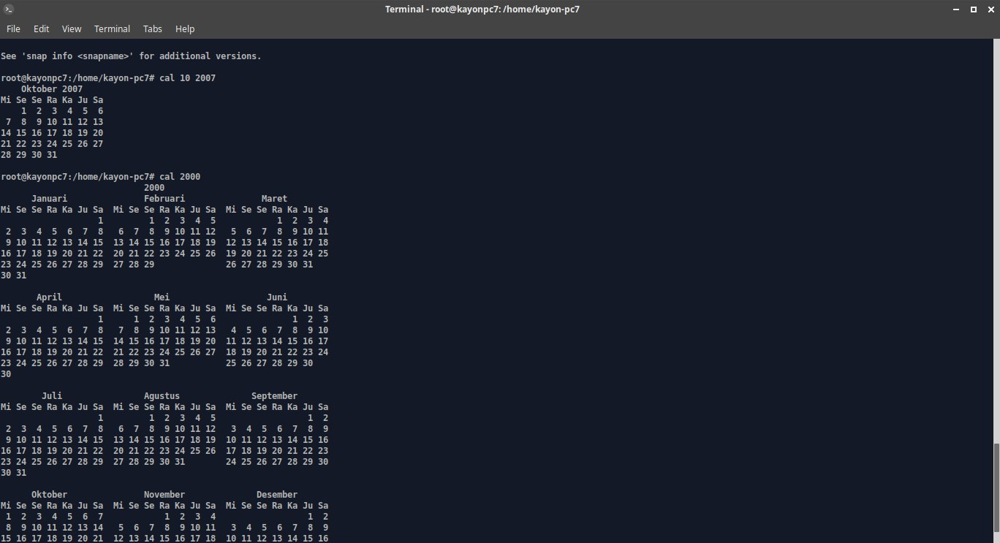 Terminal - root@kayonpc7: /home/kayon-pc7
File Edit View Terminal Tabs Help
See 'snap info <snapname>' for additional versions.
root@kayonpc7:/home/kayon-pc7# cal 10 2007
    Oktober 2007
Mi Se Se Ra Ka Ju Sa
    1  2  3  4  5  6
 7  8  9 10 11 12 13
14 15 16 17 18 19 20
21 22 23 24 25 26 27
28 29 30 31
root@kayonpc7:/home/kayon-pc7# cal 2000
                            2000
      Januari               Februari               Maret
Mi Se Se Ra Ka Ju Sa  Mi Se Se Ra Ka Ju Sa  Mi Se Se Ra Ka Ju Sa
                   1         1  2  3  4  5            1  2  3  4
 2  3  4  5  6  7  8   6  7  8  9 10 11 12   5  6  7  8  9 10 11
 9 10 11 12 13 14 15  13 14 15 16 17 18 19  12 13 14 15 16 17 18
16 17 18 19 20 21 22  20 21 22 23 24 25 26  19 20 21 22 23 24 25
23 24 25 26 27 28 29  27 28 29              26 27 28 29 30 31
30 31
       April                  Mei                   Juni
Mi Se Se Ra Ka Ju Sa  Mi Se Se Ra Ka Ju Sa  Mi Se Se Ra Ka Ju Sa
                   1      1  2  3  4  5  6               1  2  3
 2  3  4  5  6  7  8   7  8  9 10 11 12 13   4  5  6  7  8  9 10
 9 10 11 12 13 14 15  14 15 16 17 18 19 20  11 12 13 14 15 16 17
16 17 18 19 20 21 22  21 22 23 24 25 26 27  18 19 20 21 22 23 24
23 24 25 26 27 28 29  28 29 30 31           25 26 27 28 29 30
30
        Juli                Agustus              September
Mi Se Se Ra Ka Ju Sa  Mi Se Se Ra Ka Ju Sa  Mi Se Se Ra Ka Ju Sa
                   1         1  2  3  4  5                  1  2
 2  3  4  5  6  7  8   6  7  8  9 10 11 12   3  4  5  6  7  8  9
 9 10 11 12 13 14 15  13 14 15 16 17 18 19  10 11 12 13 14 15 16
16 17 18 19 20 21 22  20 21 22 23 24 25 26  17 18 19 20 21 22 23
23 24 25 26 27 28 29  27 28 29 30 31        24 25 26 27 28 29 30
30 31
      Oktober               November              Desember
Mi Se Se Ra Ka Ju Sa  Mi Se Se Ra Ka Ju Sa  Mi Se Se Ra Ka Ju Sa
 1  2  3  4  5  6  7            1  2  3  4                  1  2
 8  9 10 11 12 13 14   5  6  7  8  9 10 11   3  4  5  6  7  8  9
15 16 17 18 19 20 21  12 13 14 15 16 17 18  10 11 12 13 14 15 16